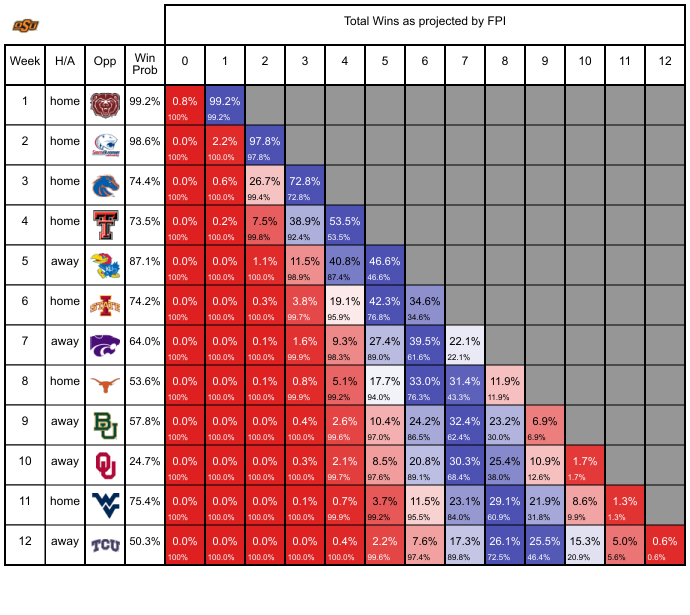 OSU
Total Wins as projected by FPI
Week H/A Opp Win Prob 0 1 2 3 4 5 6 7 8 9 10 11 12
1 home 99.2% 0.8% 99.2%
100% 99.2%
2 home 98.6% 0.0% 2.2% 97.8%
100% 100.0% 97.8%
3 home 74.4% 0.0% 0.6% 26.7% 72.8%
100% 100.0% 99.4% 72.8%
4 home T 73.5% 0.0% 0.2% 7.5% 38.9% 53.5%
100% 100.0% 99.8% 92.4% 53.5%
5 away KU 87.1% 0.0% 0.0% 1.1% 11.5% 40.8% 46.6%
100% 100.0% 100.0% 98.9% 87.4% 46.6%
6 home I STATE 74.2% 0.0% 0.0% 0.3% 3.8% 19.1% 42.3% 34.6%
100% 100.0% 100.0% 99.7% 95.9% 76.8% 34.6%
7 away 64.0% 0.0% 0.0% 0.1% 1.6% 9.3% 27.4% 39.5% 22.1%
100% 100.0% 100.0% 99.9% 98.3% 89.0% 61.6% 22.1%
8 home 53.6% 0.0% 0.0% 0.1% 0.8% 5.1% 17.7% 33.0% 31.4% 11.9%
100% 100.0% 100.0% 99.9% 99.2% 94.0% 76.3% 43.3% 11.9%
9 away BU 57.8% 0.0% 0.0% 0.0% 0.4% 2.6% 10.4% 24.2% 32.4% 23.2% 6.9%
100% 100.0% 100.0% 100.0% 99.6% 97.0% 86.5% 62.4% 30.0% 6.9%
10 away OU 24.7% 0.0% 0.0% 0.0% 0.3% 2.1% 8.5% 20.8% 30.3% 25.4% 10.9% 1.7%
100% 100.0% 100.0% 100.0% 99.7% 97.6% 89.1% 68.4% 38.0% 12.6% 1.7%
11 home WV 75.4% 0.0% 0.0% 0.0% 0.1% 0.7% 3.7% 11.5% 23.1% 29.1% 21.9% 8.6% 1.3%
100% 100.0% 100.0% 100.0% 99.9% 99.2% 95.5% 84.0% 60.9% 31.8% 9.9% 1.3%
12 away TCU 50.3% 0.0% 0.0% 0.0% 0.0% 0.4% 2.2% 7.6% 17.3% 26.1% 25.5% 15.3% 5.0% 0.6%
100% 100.0% 100.0% 100.0% 100.0% 99.6% 97.4% 89.8% 72.5% 46.4% 20.9% 5.6% 0.6%